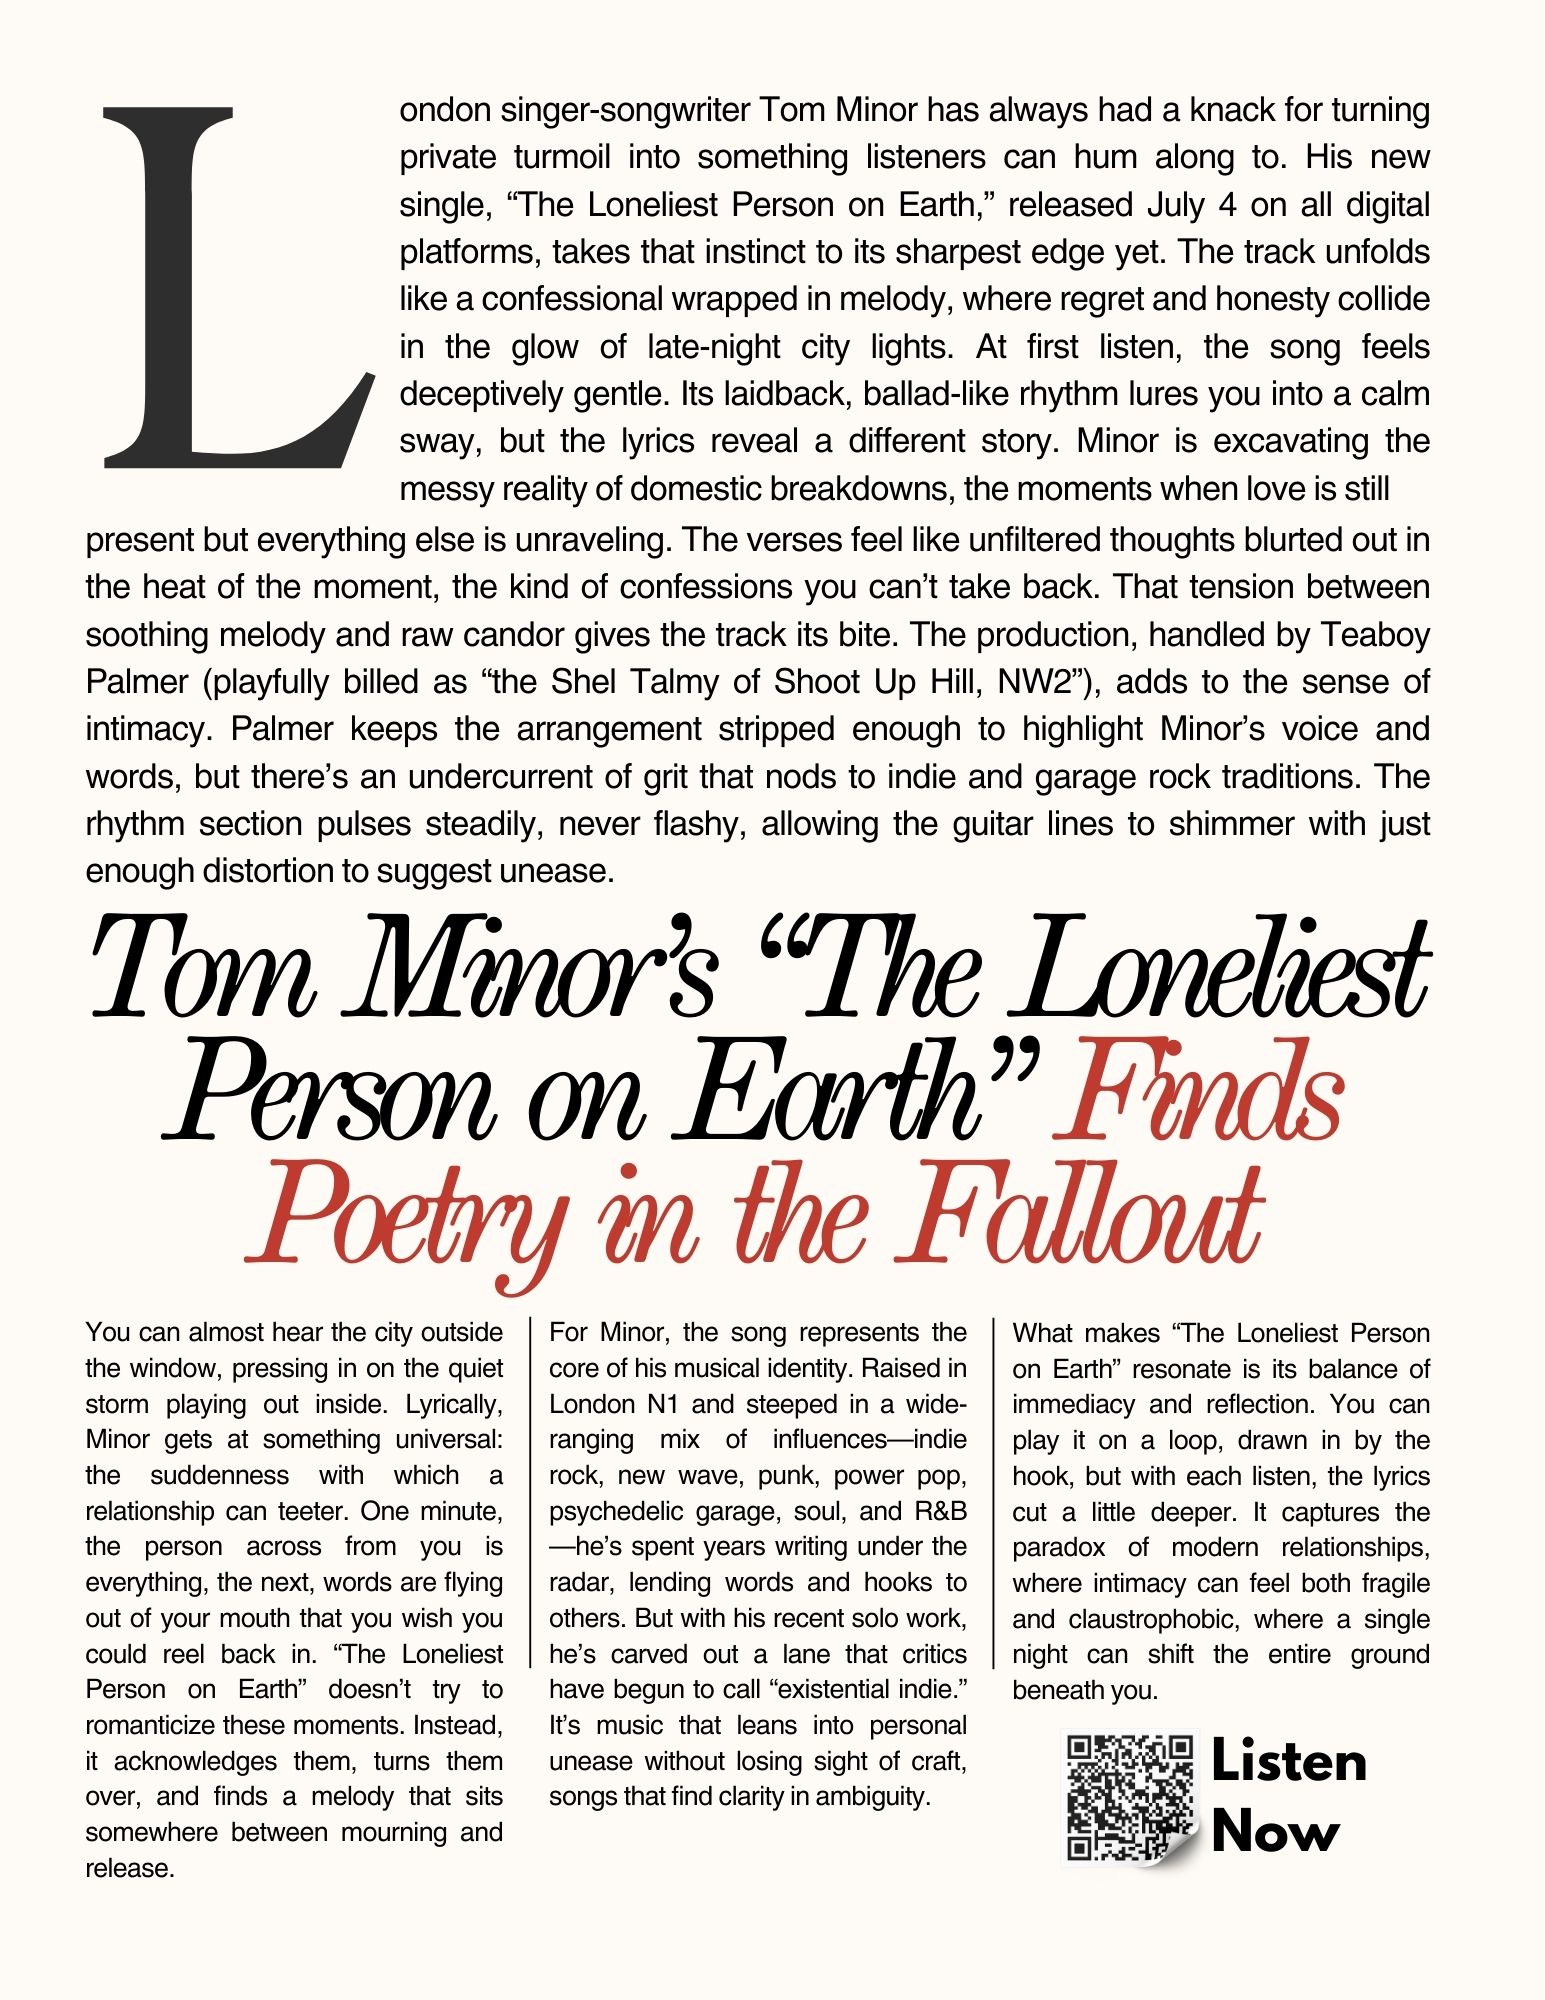 London singer-songwriter Tom Minor has always had a knack for turning
private turmoil into something listeners can hum along to. His new
single, “The Loneliest Person on Earth,” released July 4 on all digital
platforms, takes that instinct to its sharpest edge yet. The track unfolds
like a confessional wrapped in melody, where regret and honesty collide
in the glow of late-night city lights. At first listen, the song feels
deceptively gentle. Its laidback, ballad-like rhythm lures you into a calm
sway, but the lyrics reveal a different story. Minor is excavating the
messy reality of domestic breakdowns, the moments when love is still
present but everything else is unraveling. The verses feel like unfiltered thoughts blurted out in
the heat of the moment, the kind of confessions you can’t take back. That tension between
soothing melody and raw candor gives the track its bite. The production, handled by Teaboy
Palmer (playfully billed as “the Shel Talmy of Shoot Up Hill, NW2”), adds to the sense of
intimacy. Palmer keeps the arrangement stripped enough to highlight Minor’s voice and
words, but there’s an undercurrent of grit that nods to indie and garage rock traditions. The
rhythm section pulses steadily, never flashy, allowing the guitar lines to shimmer with just
enough distortion to suggest unease.
Tom Minor’s “The Loneliest
Person on Earth” Finds
Poetry in the Fallout
You can almost hear the city outside
the window, pressing in on the quiet
storm playing out inside. Lyrically,
Minor gets at something universal:
the suddenness with which a
relationship can teeter. One minute,
the person across from you is
everything, the next, words are flying
out of your mouth that you wish you
could reel back in. “The Loneliest
Person on Earth” doesn’t try to
romanticize these moments. Instead,
it acknowledges them, turns them
over, and finds a melody that sits
somewhere between mourning and
release.
For Minor, the song represents the
core of his musical identity. Raised in
London N1 and steeped in a wide-
ranging mix of influences—indie
rock, new wave, punk, power pop,
psychedelic garage, soul, and R&B
—he’s spent years writing under the
radar, lending words and hooks to
others. But with his recent solo work,
he’s carved out a lane that critics
have begun to call “existential indie.”
It’s music that leans into personal
unease without losing sight of craft,
songs that find clarity in ambiguity.
What makes “The Loneliest Person
on Earth” resonate is its balance of
immediacy and reflection. You can
play it on a loop, drawn in by the
hook, but with each listen, the lyrics
cut a little deeper. It captures the
paradox of modern relationships,
where intimacy can feel both fragile
and claustrophobic, where a single
night can shift the entire ground
beneath you.
Listen
Now